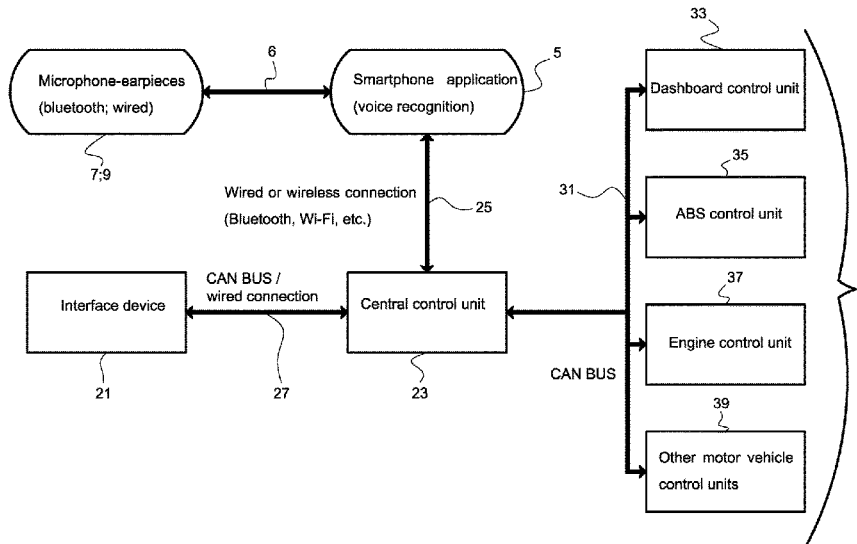 6
Microphone-earpieces
(bluetooth; wired)
7;9
Smartphone application
(voice recognition)
5
Wired or wireless connection
(Bluetooth, Wi-Fi, etc.)
25
Interface device
21
CAN BUS /
wired connection
27
Central control unit
23
31
CAN BUS
33
Dashboard control unit
35
ABS control unit
37
Engine control unit
39
Other motor vehicle
control units